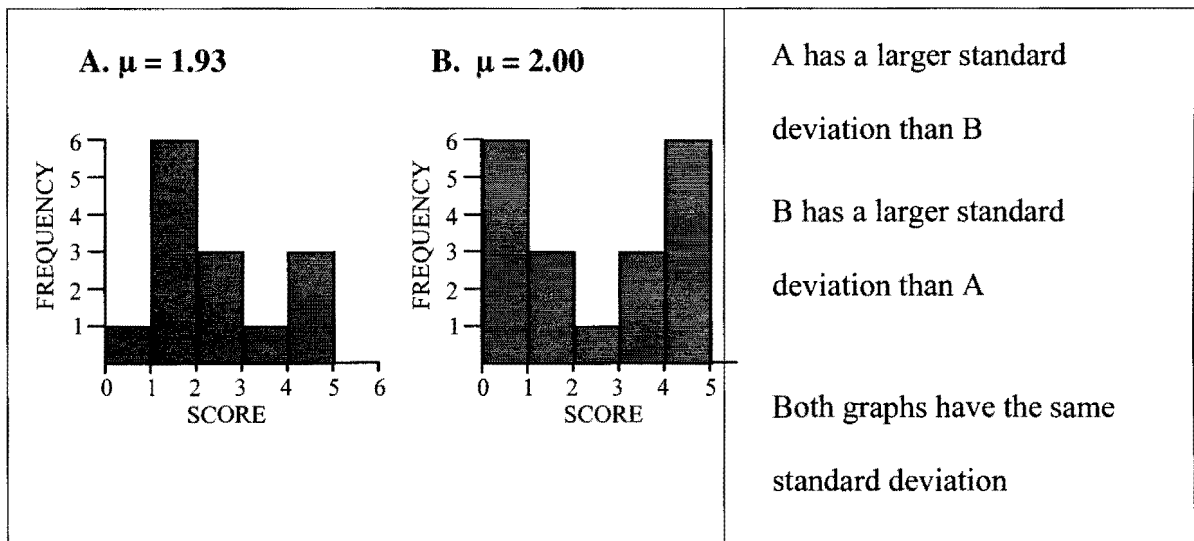 A. μ = 1.93
6
5
4
3
2
1
FREQUENCY
0 1 2 3 4 5 6
SCORE
B. μ = 2.00
6
5
4
3
2
1
FREQUENCY
0 1 2 3 4 5
SCORE
A has a larger standard
deviation than B
B has a larger standard
deviation than A
Both graphs have the same
standard deviation